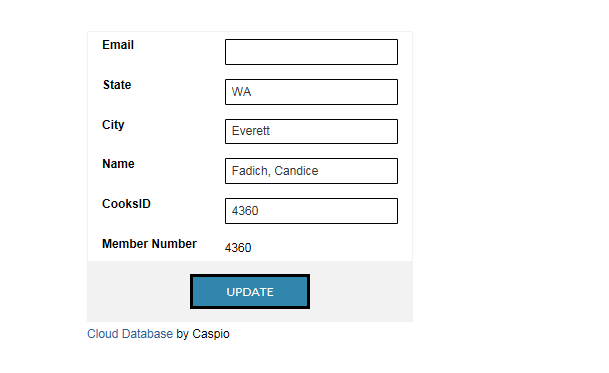 Email
State WA
City Everett
Name Fadich, Candice
CooksID 4360
Member Number 4360
UPDATE
Cloud Database by Caspio